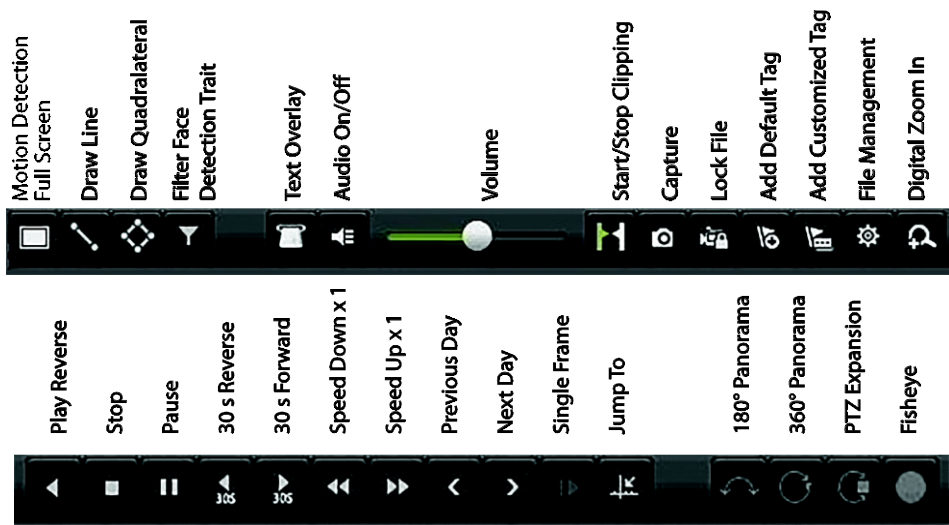 Motion Detection
Full Screen
Draw Line
Draw Quadralateral
Filter Face
Detection Trait
Text Overlay
Audio On/Off
Volume
Start/Stop Clipping
Capture
Lock File
Add Default Tag
Add Customized Tag
File Management
Digital Zoom In
Play Reverse
Stop
Pause
30 s Reverse
30 s Forward
Speed Down x 1
Speed Up x 1
Previous Day
Next Day
Single Frame
Jump To
180° Panorama
360° Panorama
PTZ Expansion
Fisheye
30S
30S